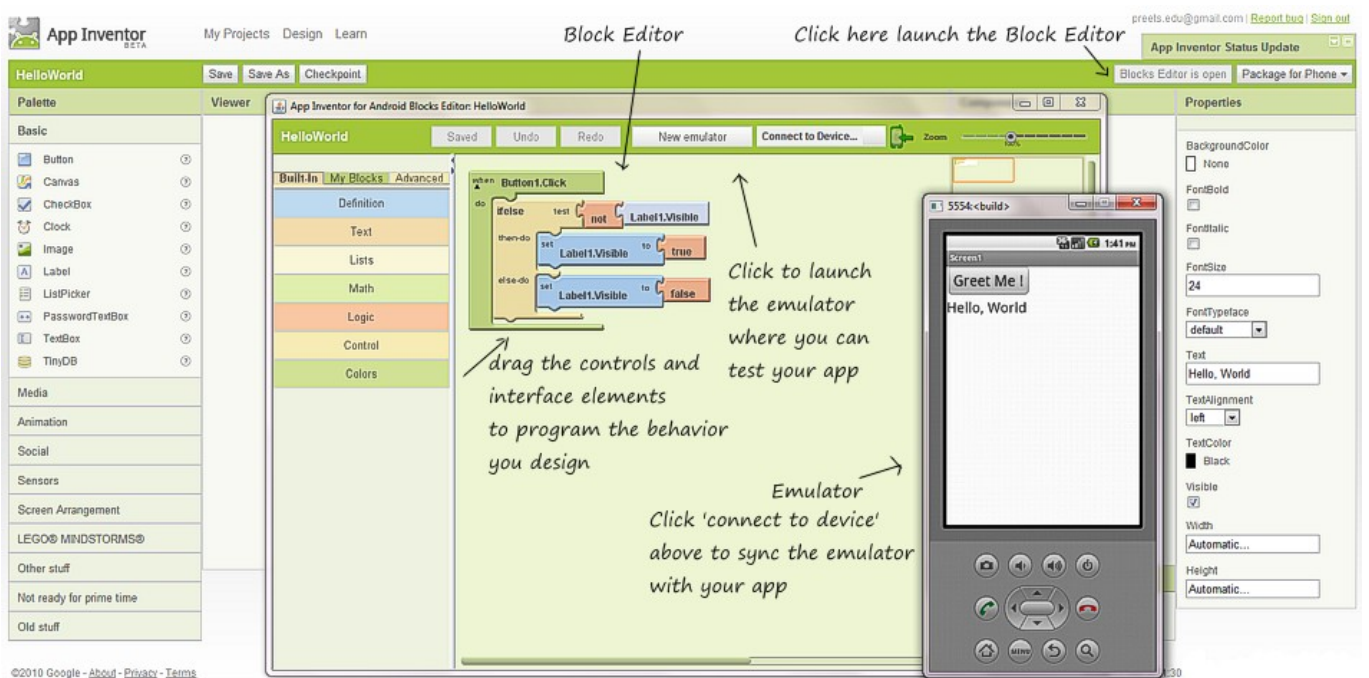 preets.edu@gmail.com | Report bug | Sign out
App Inventor
BETA
My Projects Design Learn
Block Editor
Click here launch the Block Editor
App Inventor Status Update
HelloWorld
Save Save As Checkpoint
Blocks Editor is open Package for Phone
Palette
Viewer
Properties
Basic
Button
Canvas
CheckBox
Clock
Image
Label
ListPicker
PasswordTextBox
TextBox
TinyDB
Media
Animation
Social
Sensors
Screen Arrangement
LEGO® MINDSTORMS®
Other stuff
Not ready for prime time
Old stuff
App Inventor for Android Blocks Editor: HelloWorld
HelloWorld
Saved Undo Redo New emulator Connect to Device... Zoom
100%
Built-In My Blocks Advanced
Definition
Text
Lists
Math
Logic
Control
Colors
when Button1.Click
do ifelse test not Label1.Visible
then-do set Label1.Visible to true
else-do set Label1.Visible to false
Click to launch
the emulator
where you can
test your app
drag the controls and
interface elements
to program the behavior
you design
Emulator
Click 'connect to device'
above to sync the emulator
with your app
5554:<build>
1:41 PM
Screen1
Greet Me !
Hello, World
MENU
BackgroundColor
None
FontBold
FontItalic
FontSize
24
FontTypeface
default
Text
Hello, World
TextAlignment
left
TextColor
Black
Visible
Width
Automatic...
Height
Automatic...
©2010 Google - About - Privacy - Terms